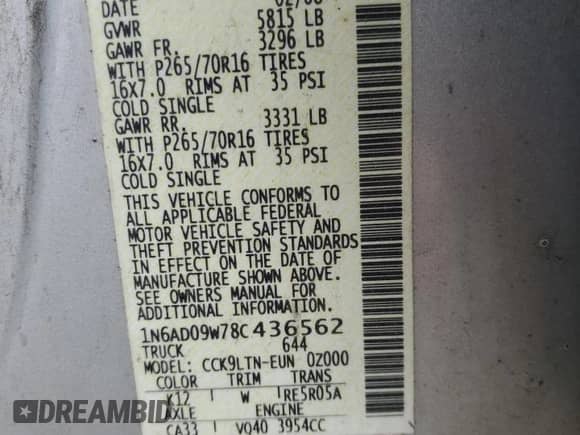 DATE 02/08
GVWR 5815 LB
GAWR FR. 3296 LB
WITH P265/70R16 TIRES
16X7.0 RIMS AT 35 PSI
COLD SINGLE
GAWR RR. 3331 LB
WITH P265/70R16 TIRES
16X7.0 RIMS AT 35 PSI
COLD SINGLE
THIS VEHICLE CONFORMS TO
ALL APPLICABLE FEDERAL
MOTOR VEHICLE SAFETY AND
THEFT PREVENTION STANDARDS
IN EFFECT ON THE DATE OF
MANUFACTURE SHOWN ABOVE.
SEE OWNERS MANUAL FOR
ADDITIONAL INFORMATION.
1N6AD09W78C436562
TRUCK 644
MODEL: CCK9LTN-EUN 0Z000
COLOR TRIM TRANS
K12 W RE5R05A
AXLE ENGINE
CA33 VQ40 3954CC
DREAMBID